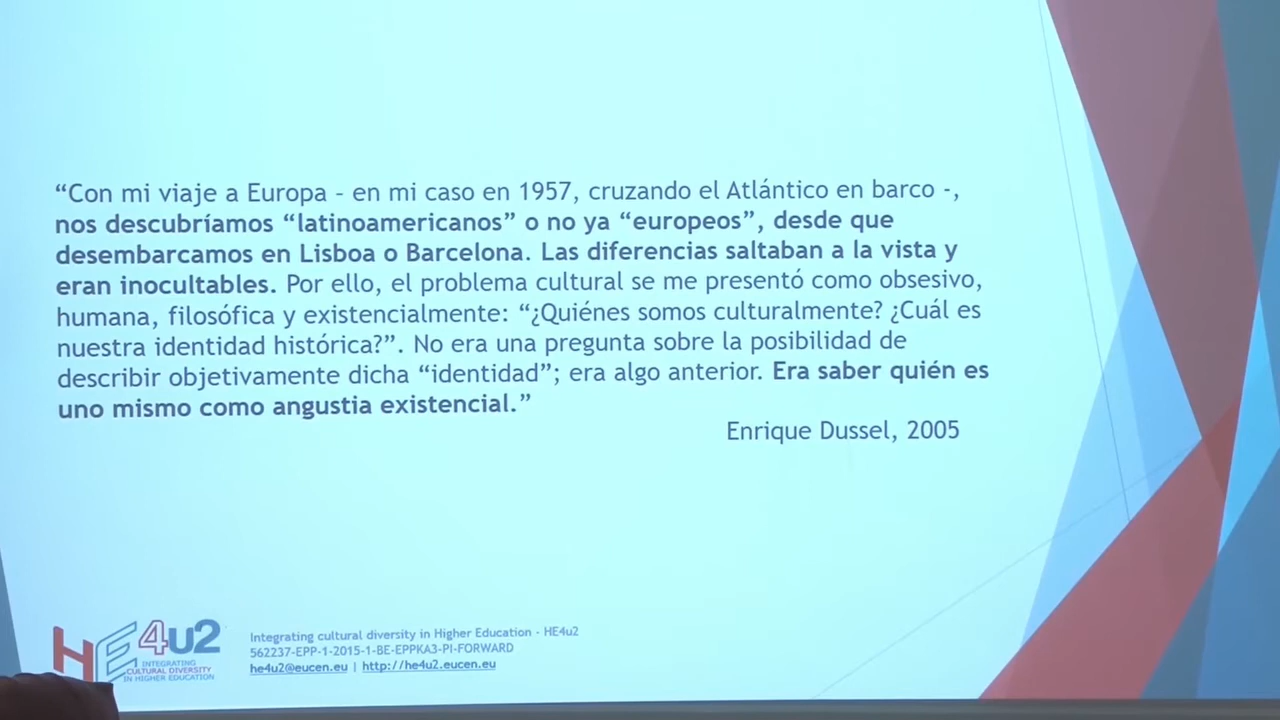 “Con mi viaje a Europa – en mi caso en 1957, cruzando el Atlántico en barco -,
nos descubríamos “latinoamericanos” o no ya “europeos”, desde que
desembarcamos en Lisboa o Barcelona. Las diferencias saltaban a la vista y
eran inocultables. Por ello, el problema cultural se me presentó como obsesivo,
humana, filosófica y existencialmente: “¿Quiénes somos culturalmente? ¿Cuál es
nuestra identidad histórica?”. No era una pregunta sobre la posibilidad de
describir objetivamente dicha “identidad”; era algo anterior. Era saber quién es
uno mismo como angustia existencial.”
Enrique Dussel, 2005
HE4U2
INTEGRATING
CULTURAL DIVERSITY
IN HIGHER EDUCATION
Integrating cultural diversity in Higher Education - HE4u2
562237-EPP-1-2015-1-BE-EPPKA3-PI-FORWARD
he4u2@eucen.eu | http://he4u2.eucen.eu